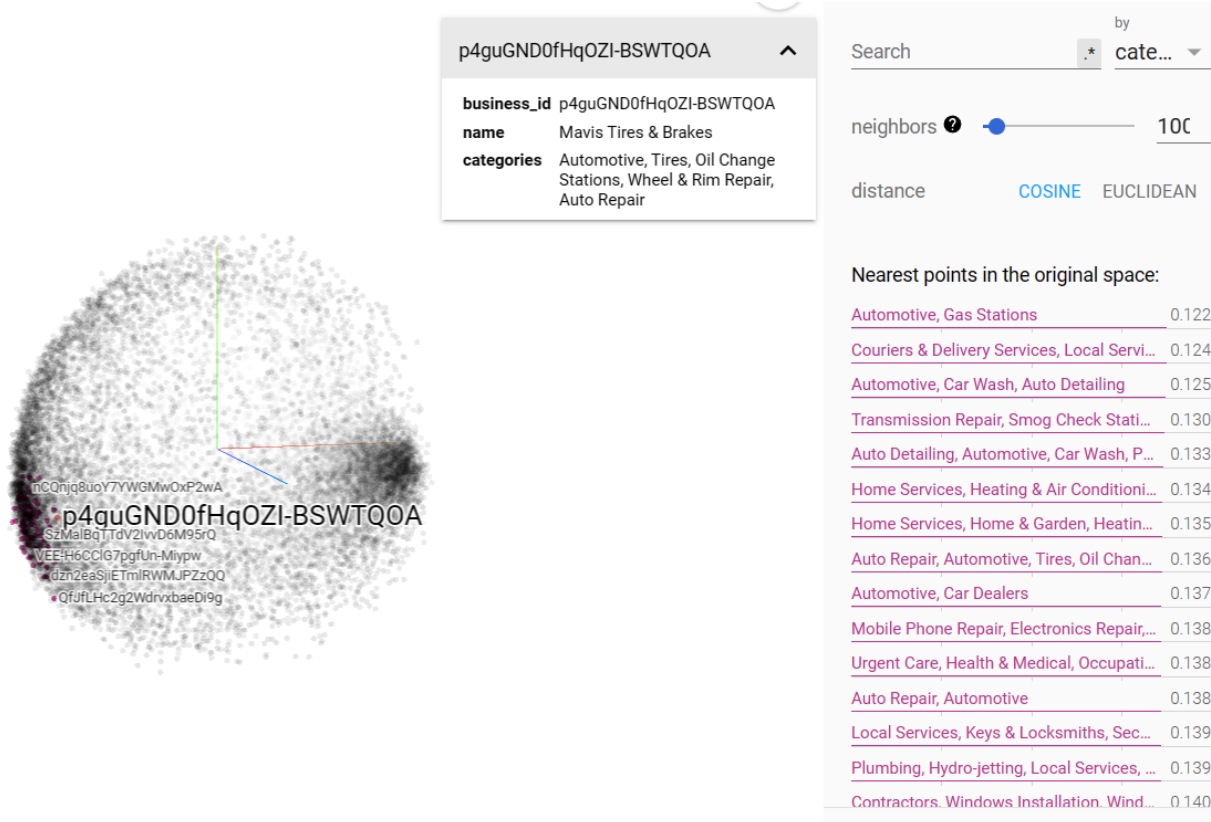 p4guGND0fHqOZI-BSWTQOA
business_id p4guGND0fHqOZI-BSWTQOA
name Mavis Tires & Brakes
categories Automotive, Tires, Oil Change
Stations, Wheel & Rim Repair,
Auto Repair
nCQnjq8uoY7YWGMwOxP2wA
p4quGND0fHqOZI-BSWTQOA
SzMalBqTTdV2IvvD6M95rQ
VEE-H6CClG7pgfUn-Miypw
dzn2eaSjiETmlRWMJPZzQQ
QfJfLHc2g2WdrvxbaeDi9g
by
Search .* cate...
neighbors ? 100
distance COSINE EUCLIDEAN
Nearest points in the original space:
Automotive, Gas Stations 0.122
Couriers & Delivery Services, Local Servi... 0.124
Automotive, Car Wash, Auto Detailing 0.125
Transmission Repair, Smog Check Stati... 0.130
Auto Detailing, Automotive, Car Wash, P... 0.133
Home Services, Heating & Air Conditioni... 0.134
Home Services, Home & Garden, Heatin... 0.135
Auto Repair, Automotive, Tires, Oil Chan... 0.136
Automotive, Car Dealers 0.137
Mobile Phone Repair, Electronics Repair,... 0.138
Urgent Care, Health & Medical, Occupati... 0.138
Auto Repair, Automotive 0.138
Local Services, Keys & Locksmiths, Sec... 0.139
Plumbing, Hydro-jetting, Local Services, ... 0.139
Contractors, Windows Installation, Wind... 0.140